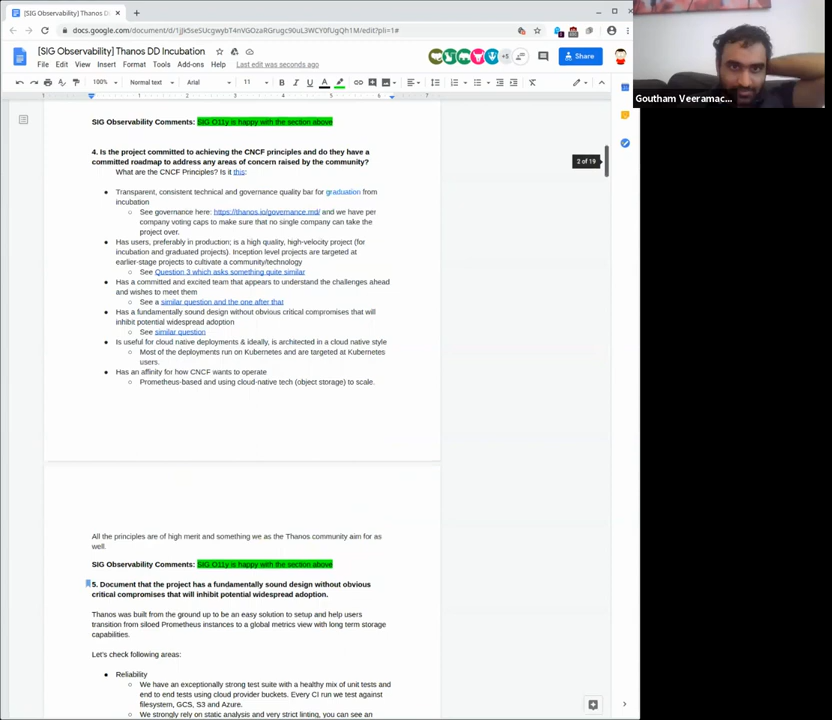 [SIG Observability] Thanos DD Incubation
docs.google.com/document/d/1Jjk5seSUcgwybT4nVGOzaRGrugc90uL3WCY0fUgQh1M/edit?pli=1#
[SIG Observability] Thanos DD Incubation
File Edit View Insert Format Tools Add-ons Help Last edit was seconds ago
+5
Share
100% Normal text Arial 11
B I U A
1 2 3 4 5 6 7
Goutham Veeramac...
2 of 19
SIG Observability Comments: SIG O11y is happy with the section above
4. Is the project committed to achieving the CNCF principles and do they have a
committed roadmap to address any areas of concern raised by the community?
What are the CNCF Principles? Is it this:
Transparent, consistent technical and governance quality bar for graduation from
incubation
See governance here: https://thanos.io/governance.md/ and we have per
company voting caps to make sure that no single company can take the
project over.
Has users, preferably in production; is a high quality, high-velocity project (for
incubation and graduated projects). Inception level projects are targeted at
earlier-stage projects to cultivate a community/technology
See Question 3 which asks something quite similar
Has a committed and excited team that appears to understand the challenges ahead
and wishes to meet them
See a similar question and the one after that
Has a fundamentally sound design without obvious critical compromises that will
inhibit potential widespread adoption
See similar question
Is useful for cloud native deployments & ideally, is architected in a cloud native style
Most of the deployments run on Kubernetes and are targeted at Kubernetes
users.
Has an affinity for how CNCF wants to operate
Prometheus-based and using cloud-native tech (object storage) to scale.
All the principles are of high merit and something we as the Thanos community aim for as
well.
SIG Observability Comments: SIG O11y is happy with the section above
5. Document that the project has a fundamentally sound design without obvious
critical compromises that will inhibit potential widespread adoption.
Thanos was built from the ground up to be an easy solution to setup and help users
transition from siloed Prometheus instances to a global metrics view with long term storage
capabilities.
Let's check following areas:
Reliability
We have an exceptionally strong test suite with a healthy mix of unit tests and
end to end tests using cloud provider buckets. Every CI run we test against
filesystem, GCS, S3 and Azure.
We strongly rely on static analysis and very strict linting, you can see an